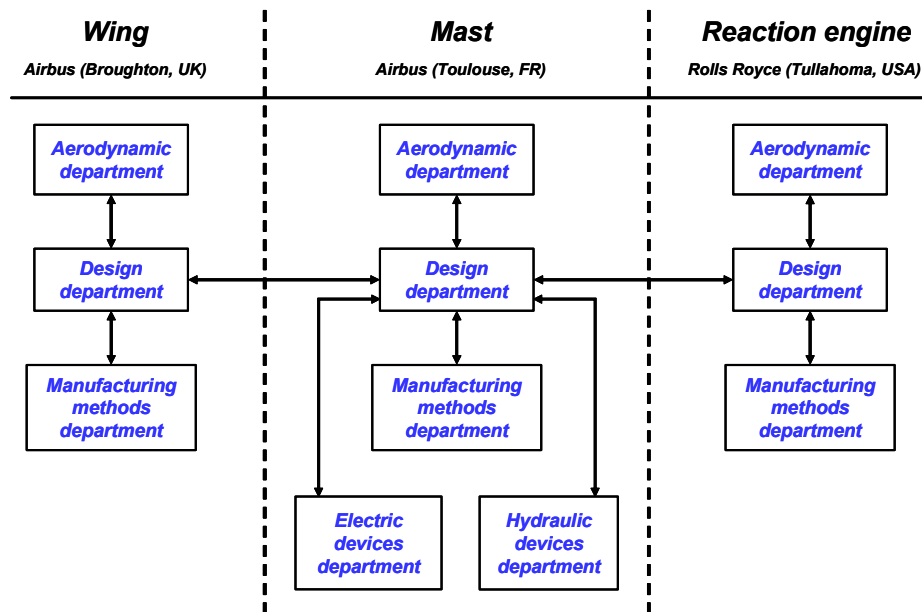 Wing
Mast
Reaction engine
Airbus (Broughton, UK)
Airbus (Toulouse, FR)
Rolls Royce (Tullahoma, USA)
Aerodynamic
department
Aerodynamic
department
Aerodynamic
department
Design
department
Design
department
Design
department
Manufacturing
methods
department
Manufacturing
methods
department
Manufacturing
methods
department
Electric
devices
department
Hydraulic
devices
department